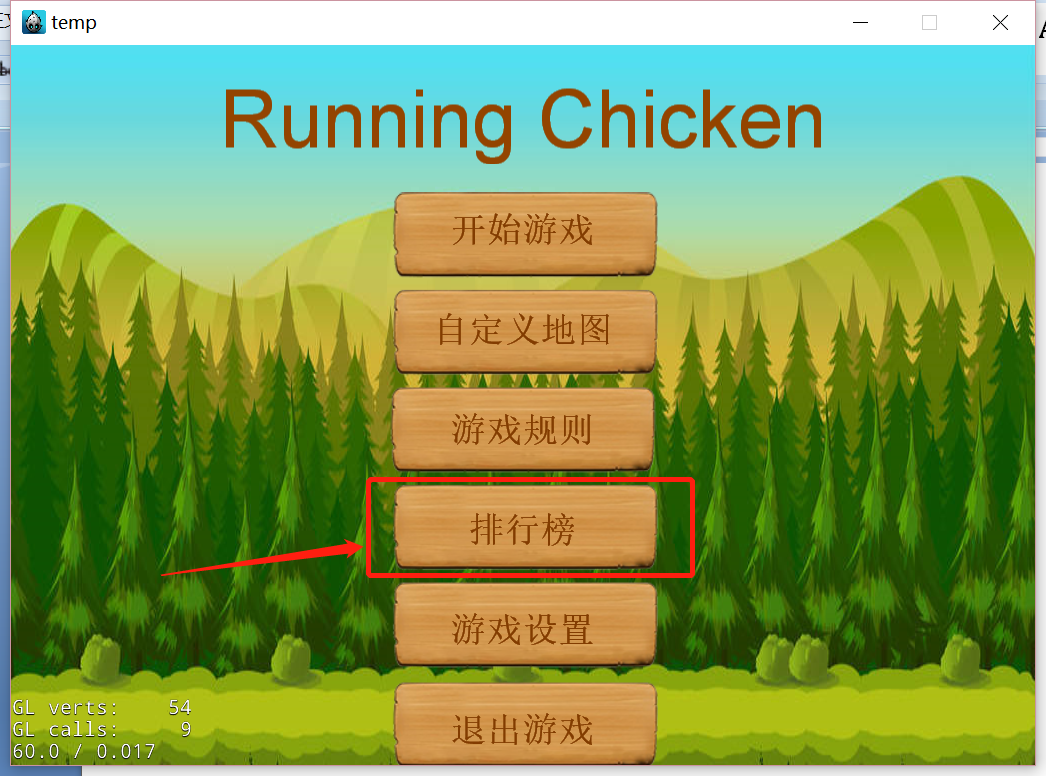 temp
Running Chicken
开始游戏
自定义地图
游戏规则
排行榜
游戏设置
退出游戏
GL verts: 54
GL calls: 9
60.0 / 0.017